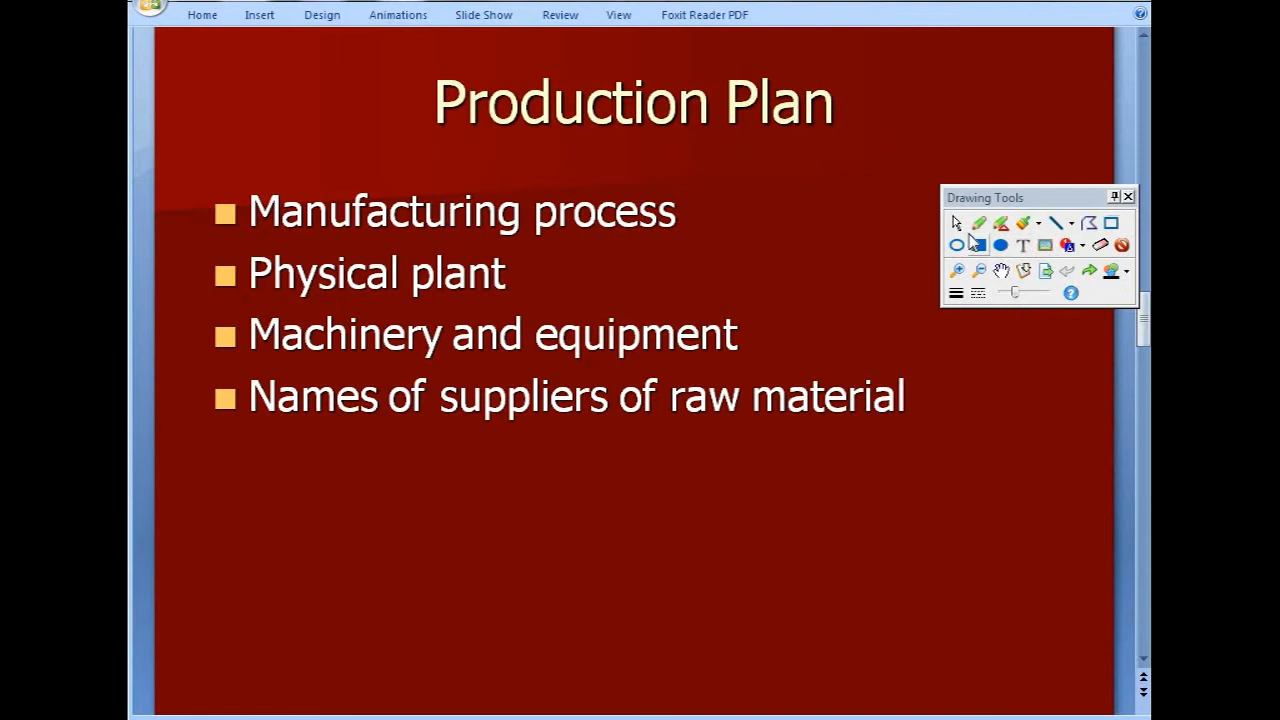 Home Insert Design Animations Slide Show Review View Foxit Reader PDF
Production Plan
Manufacturing process
Drawing Tools
Physical plant
Machinery and equipment
Names of suppliers of raw material